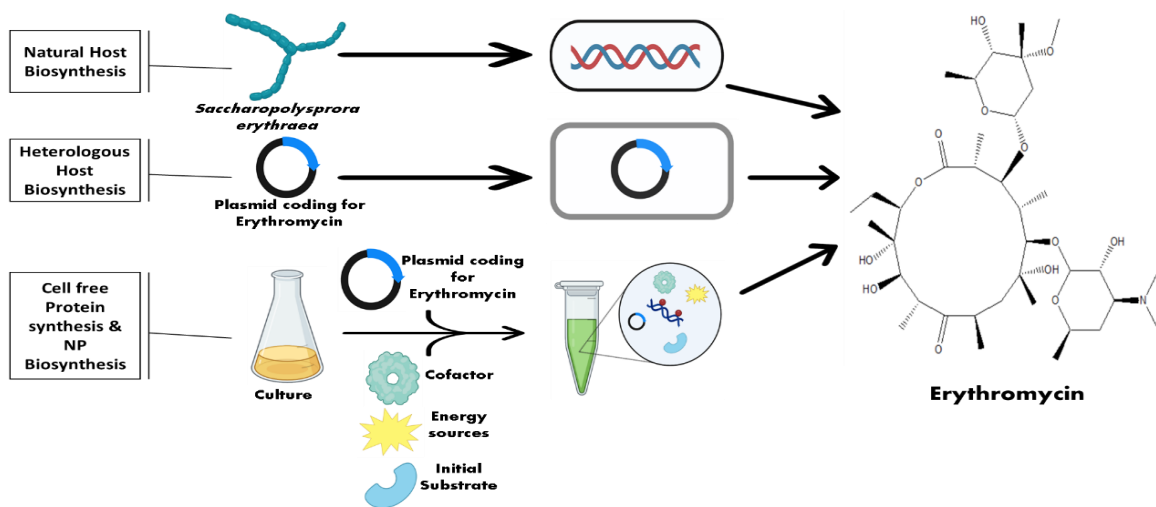 Natural Host
Biosynthesis
Saccharopolysprora
erythraea
Heterologous
Host
Biosynthesis
Plasmid coding for
Erythromycin
Cell free
Protein
synthesis &
NP
Biosynthesis
Culture
Plasmid coding
for
Erythromycin
Cofactor
Energy
sources
Initial
Substrate
HO
O
O
O
O
O
HO
HO
OH
O
O
OH
O
N
Erythromycin